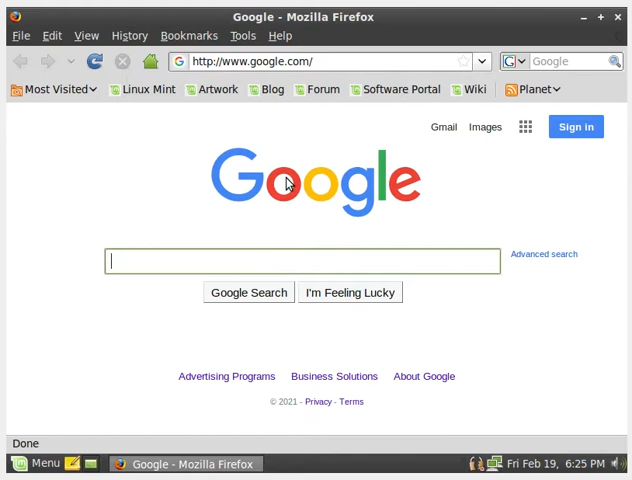 Google - Mozilla Firefox
File Edit View History Bookmarks Tools Help
http://www.google.com/ Google
Most Visited Linux Mint Artwork Blog Forum Software Portal Wiki Planet
Gmail Images Sign in
Google
Advanced search
Google Search I'm Feeling Lucky
Advertising Programs Business Solutions About Google
© 2021 - Privacy - Terms
Done
Menu Google - Mozilla Firefox Fri Feb 19, 6:25 PM